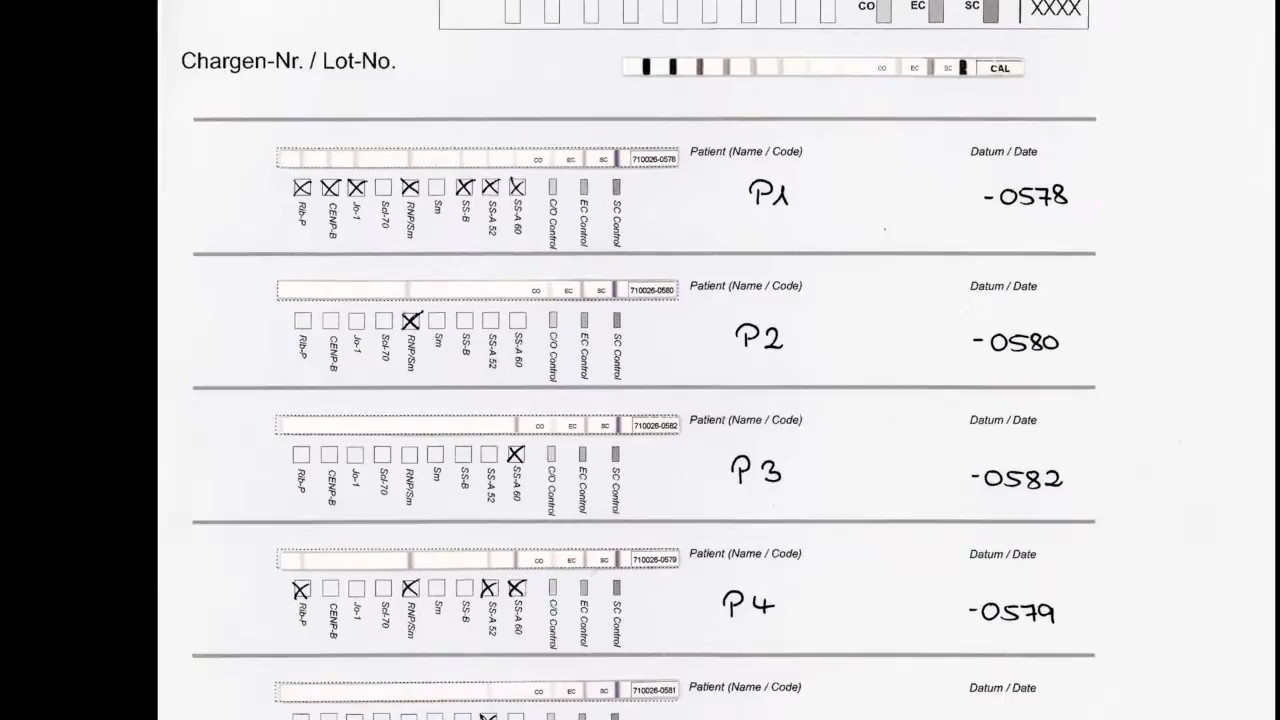 CO EC SC XXXX
Chargen-Nr. / Lot-No.
CO EC SC CAL
CO EC SC 710026-0578 Patient (Name / Code) Datum / Date
Rib-P CENP-B Jo-1 Scl-70 RNP/Sm Sm SS-B SS-A 52 SS-A 60 C/O Control EC Control SC Control
P1 -0578
CO EC SC 710026-0580 Patient (Name / Code) Datum / Date
Rib-P CENP-B Jo-1 Scl-70 RNP/Sm Sm SS-B SS-A 52 SS-A 60 C/O Control EC Control SC Control
P2 -0580
CO EC SC 710026-0582 Patient (Name / Code) Datum / Date
Rib-P CENP-B Jo-1 Scl-70 RNP/Sm Sm SS-B SS-A 52 SS-A 60 C/O Control EC Control SC Control
P3 -0582
CO EC SC 710026-0579 Patient (Name / Code) Datum / Date
Rib-P CENP-B Jo-1 Scl-70 RNP/Sm Sm SS-B SS-A 52 SS-A 60 C/O Control EC Control SC Control
P4 -0579
CO EC SC 710026-0581 Patient (Name / Code) Datum / Date